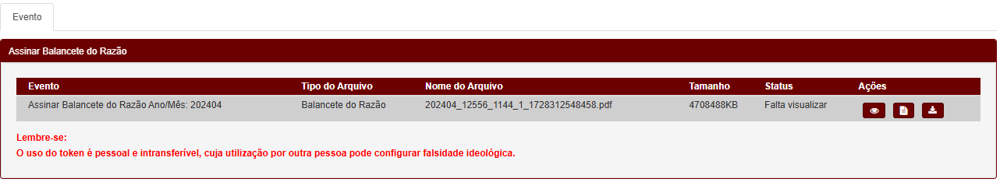 Evento
Assinar Balancete do Razão
Evento Tipo do Arquivo Nome do Arquivo Tamanho Status Ações
Assinar Balancete do Razão Ano/Mês: 202404 Balancete do Razão 202404_12556_1144_1_1728312548458.pdf 4708488KB Falta visualizar
Lembre-se:
O uso do token é pessoal e intransferível, cuja utilização por outra pessoa pode configurar falsidade ideológica.